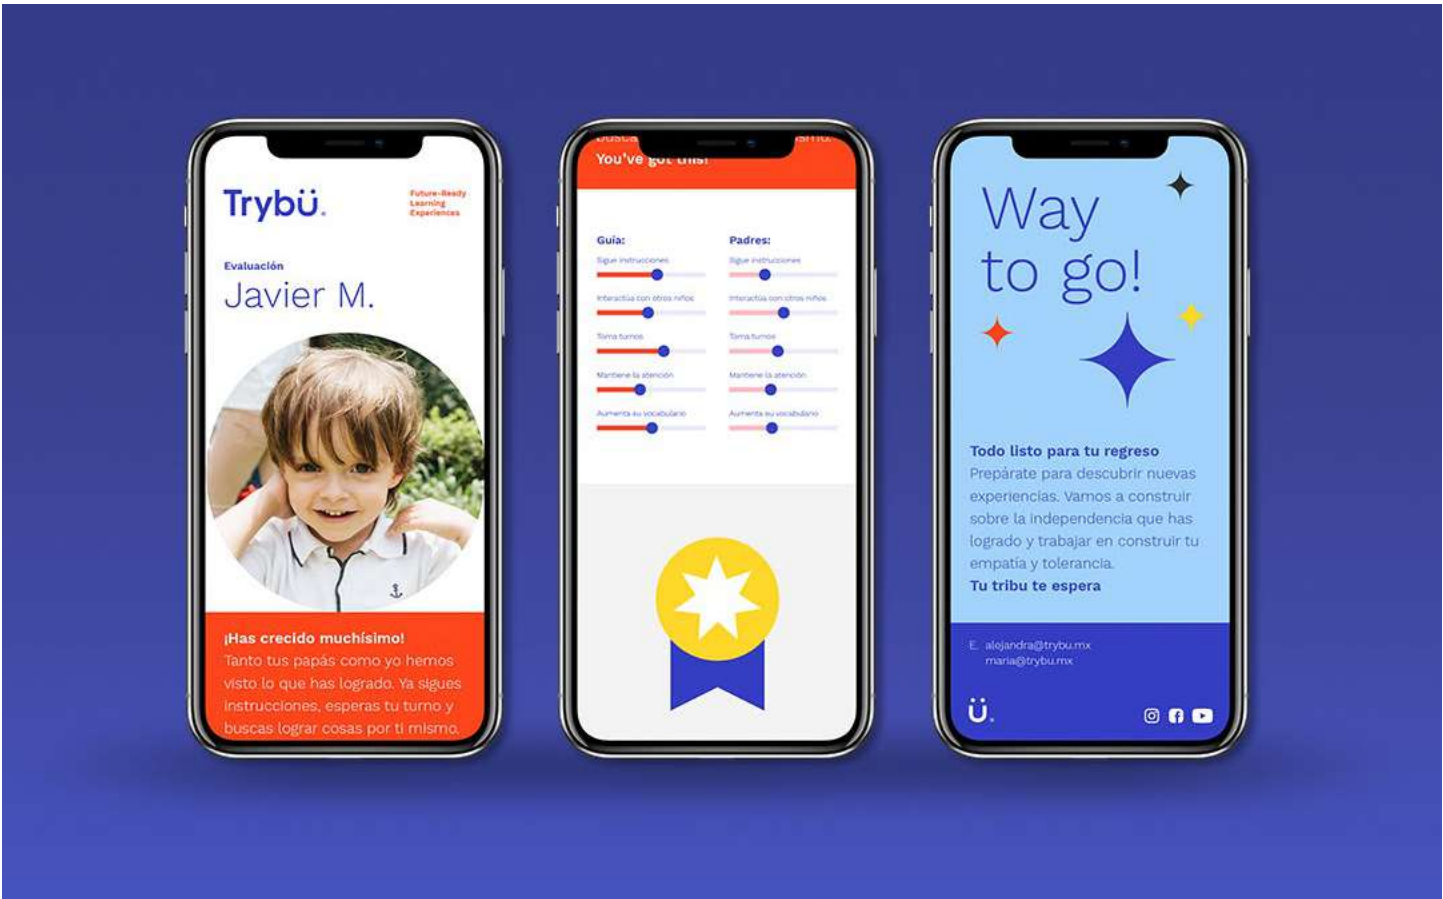 Trybü.
Future-Ready
Learning
Experiences
Evaluación
Javier M.
¡Has crecido muchísimo!
Tanto tus papás como yo hemos
visto lo que has logrado. Ya sigues
instrucciones, esperas tu turno y
buscas lograr cosas por ti mismo.
You've got this!
Guía:
Sigue instrucciones
Interactúa con otros niños
Toma turnos
Mantiene la atención
Aumenta su vocabulario
Padres:
Sigue instrucciones
Interactúa con otros niños
Toma turnos
Mantiene la atención
Aumenta su vocabulario
Way
to go!
Todo listo para tu regreso
Prepárate para descubrir nuevas
experiencias. Vamos a construir
sobre la independencia que has
logrado y trabajar en construir tu
empatía y tolerancia.
Tu tribu te espera
E. alejandra@trybu.mx
maria@trybu.mx
Ü.